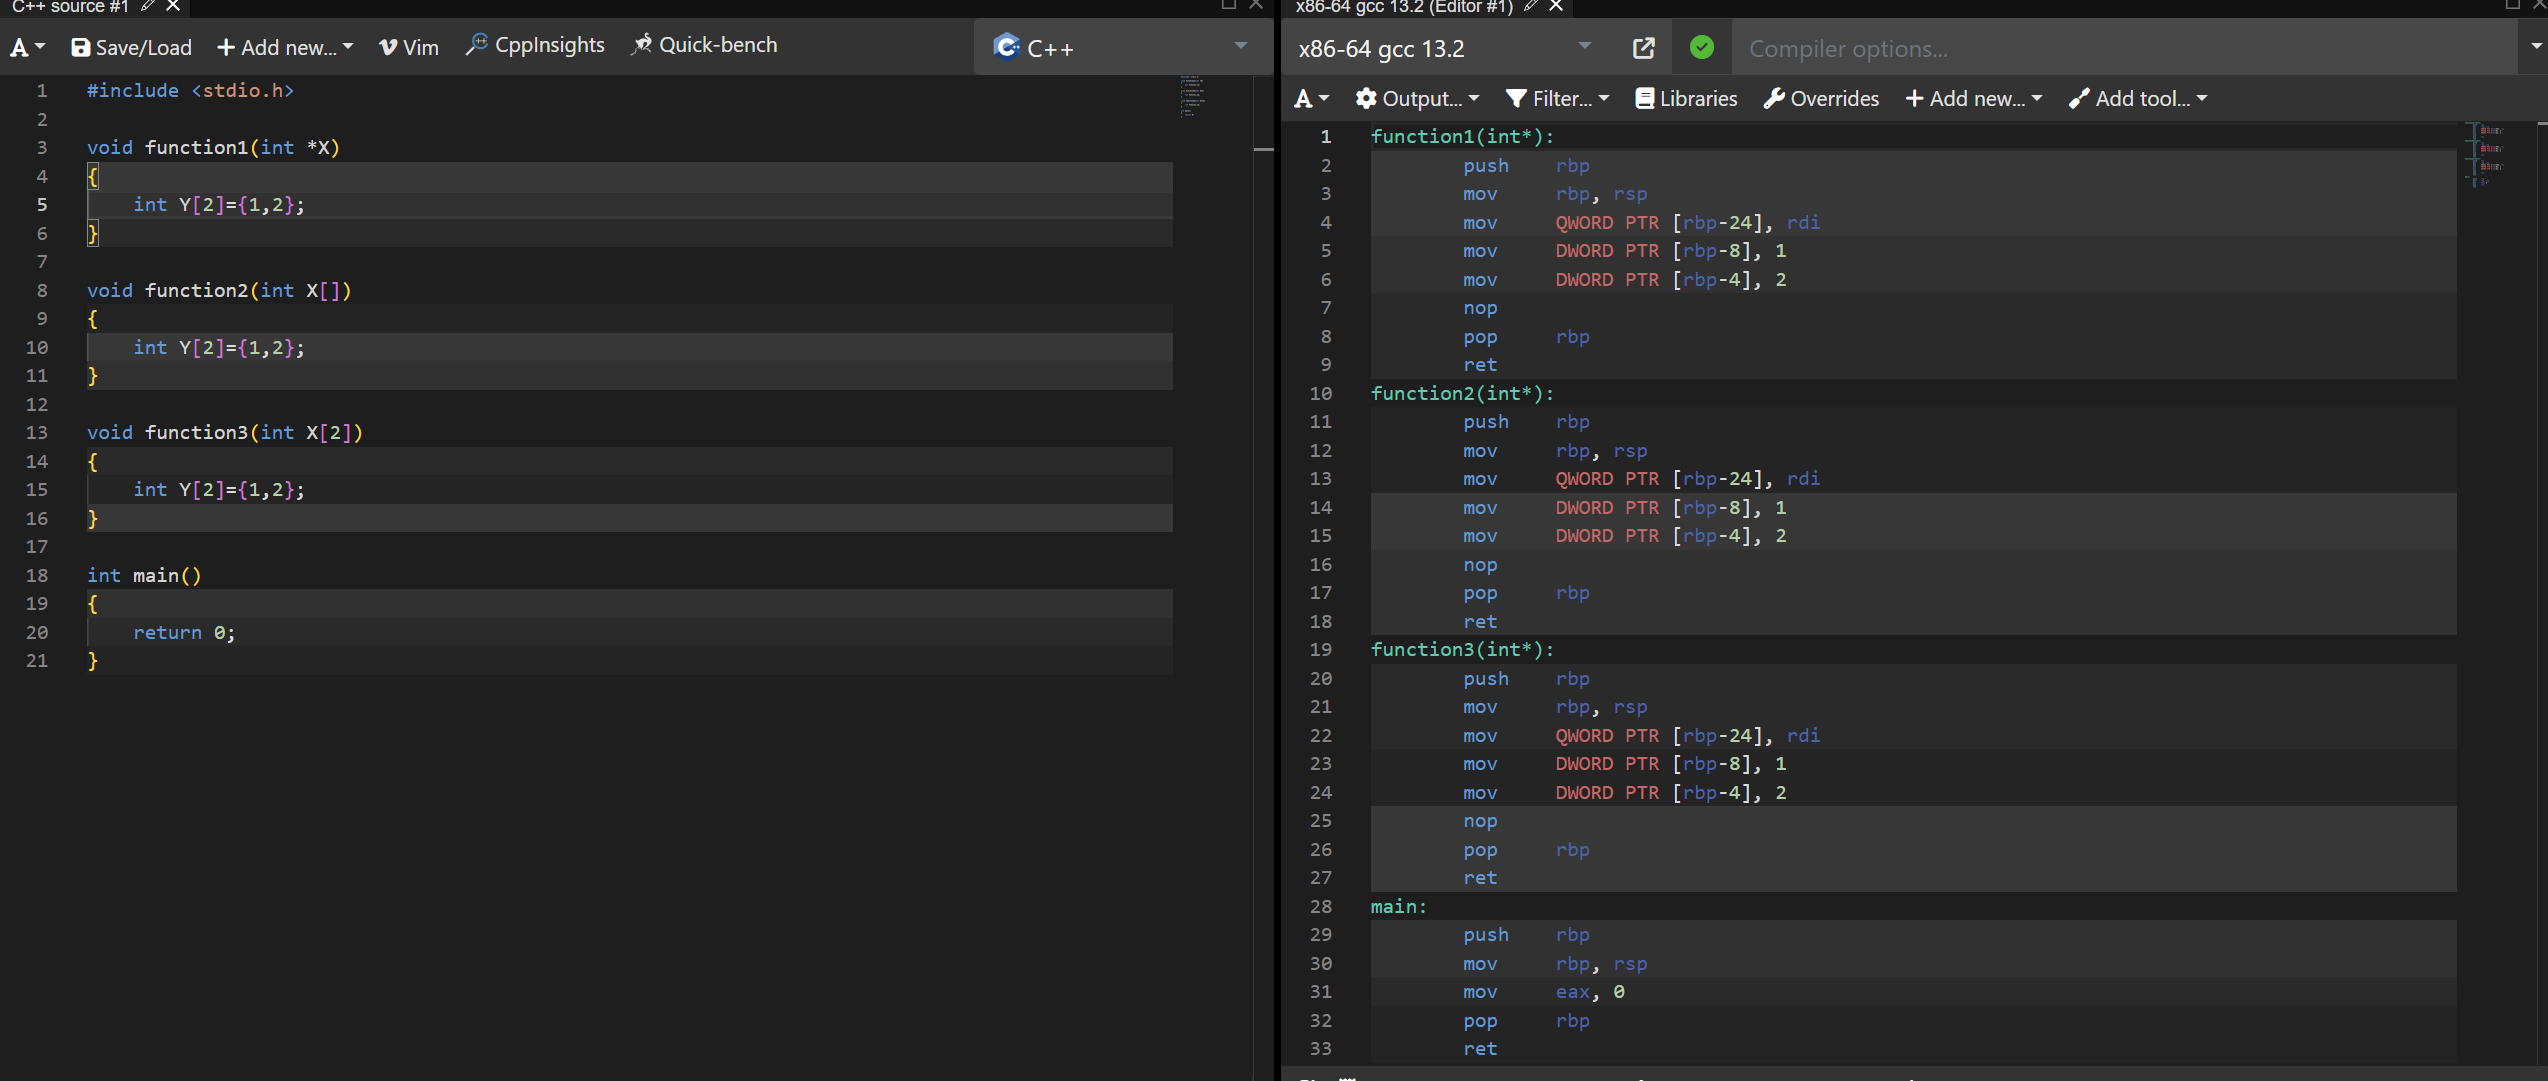 C++ source #1
A Save/Load + Add new... Vim CppInsights Quick-bench C++
1 #include <stdio.h>
2
3 void function1(int *X)
4 {
5 int Y[2]={1,2};
6 }
7
8 void function2(int X[])
9 {
10 int Y[2]={1,2};
11 }
12
13 void function3(int X[2])
14 {
15 int Y[2]={1,2};
16 }
17
18 int main()
19 {
20 return 0;
21 }
x86-64 gcc 13.2 (Editor #1)
x86-64 gcc 13.2 Compiler options...
A Output... Filter... Libraries Overrides + Add new... Add tool...
1 function1(int*):
2 push rbp
3 mov rbp, rsp
4 mov QWORD PTR [rbp-24], rdi
5 mov DWORD PTR [rbp-8], 1
6 mov DWORD PTR [rbp-4], 2
7 nop
8 pop rbp
9 ret
10 function2(int*):
11 push rbp
12 mov rbp, rsp
13 mov QWORD PTR [rbp-24], rdi
14 mov DWORD PTR [rbp-8], 1
15 mov DWORD PTR [rbp-4], 2
16 nop
17 pop rbp
18 ret
19 function3(int*):
20 push rbp
21 mov rbp, rsp
22 mov QWORD PTR [rbp-24], rdi
23 mov DWORD PTR [rbp-8], 1
24 mov DWORD PTR [rbp-4], 2
25 nop
26 pop rbp
27 ret
28 main:
29 push rbp
30 mov rbp, rsp
31 mov eax, 0
32 pop rbp
33 ret